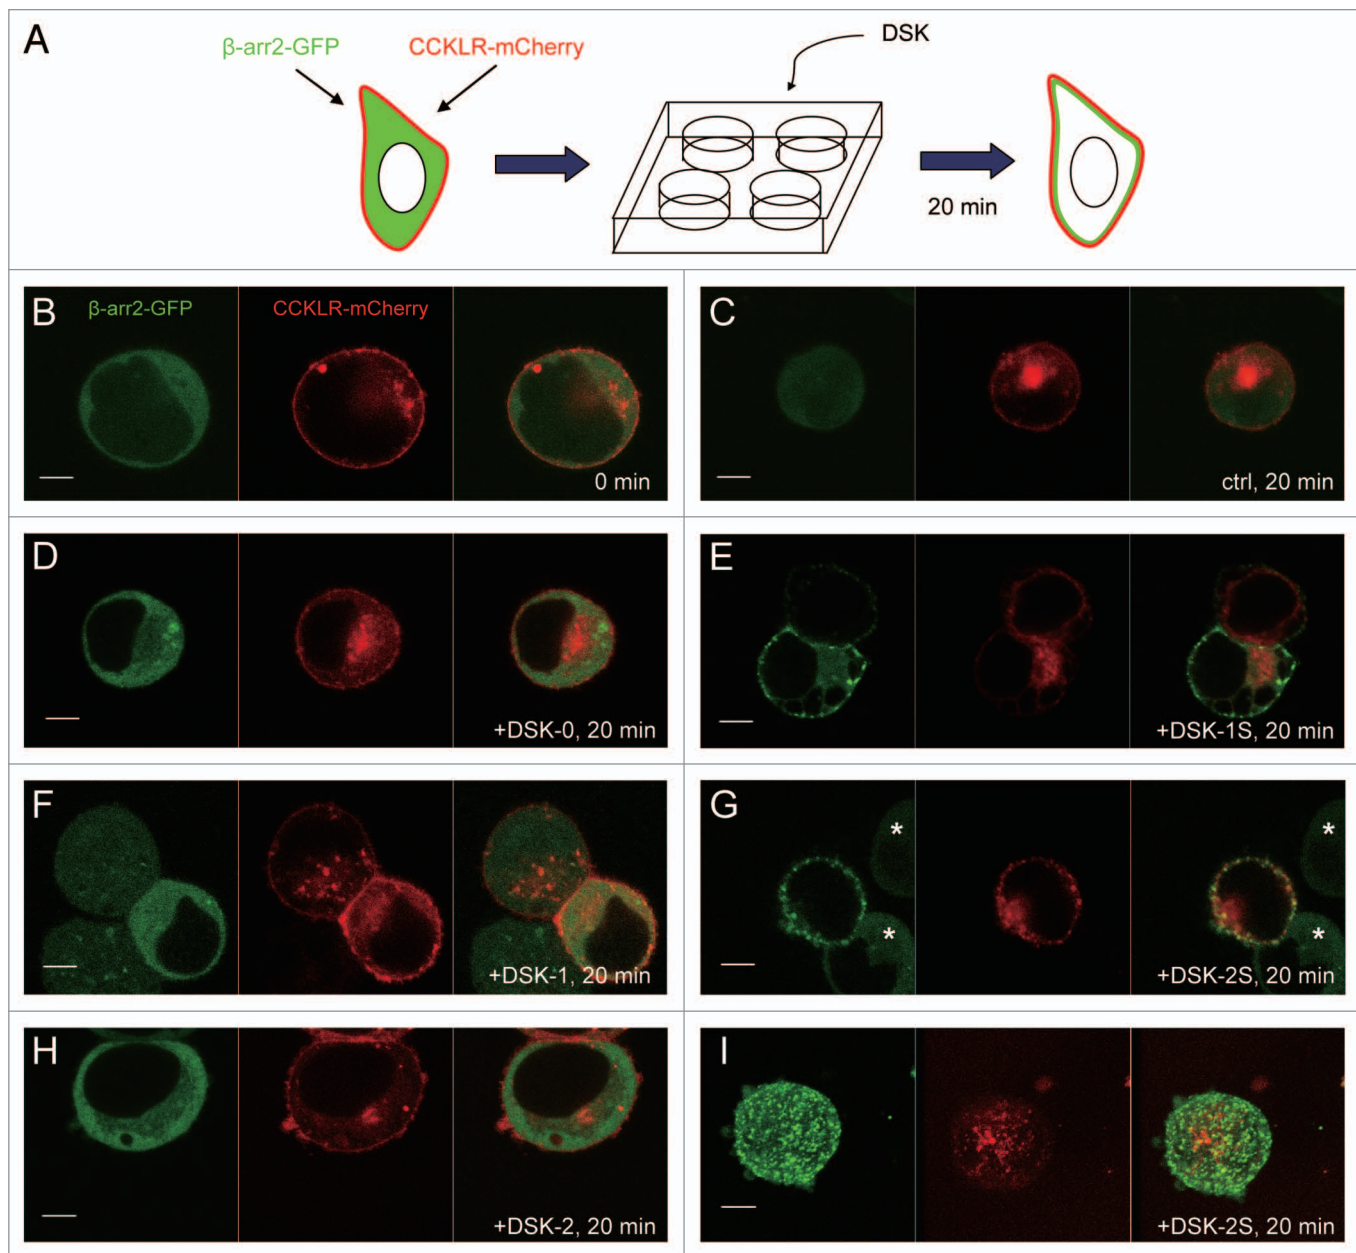 A
β-arr2-GFP
CCKLR-mCherry
DSK
20 min
B
β-arr2-GFP
CCKLR-mCherry
0 min
C
ctrl, 20 min
D
+DSK-0, 20 min
E
+DSK-1S, 20 min
F
+DSK-1, 20 min
G
*
*
*
*
+DSK-2S, 20 min
H
+DSK-2, 20 min
I
+DSK-2S, 20 min